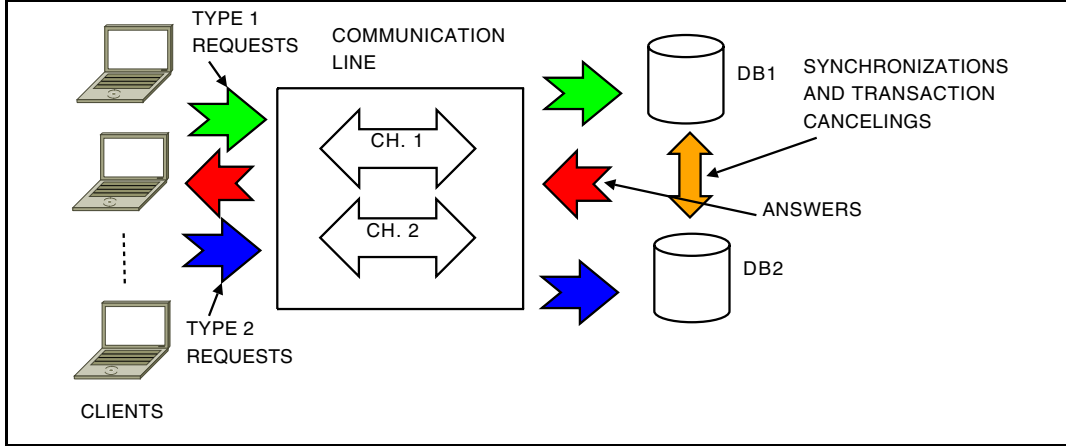 TYPE 1
REQUESTS
COMMUNICATION
LINE
CH. 1
CH. 2
DB1
SYNCHRONIZATIONS
AND TRANSACTION
CANCELINGS
ANSWERS
DB2
TYPE 2
REQUESTS
CLIENTS